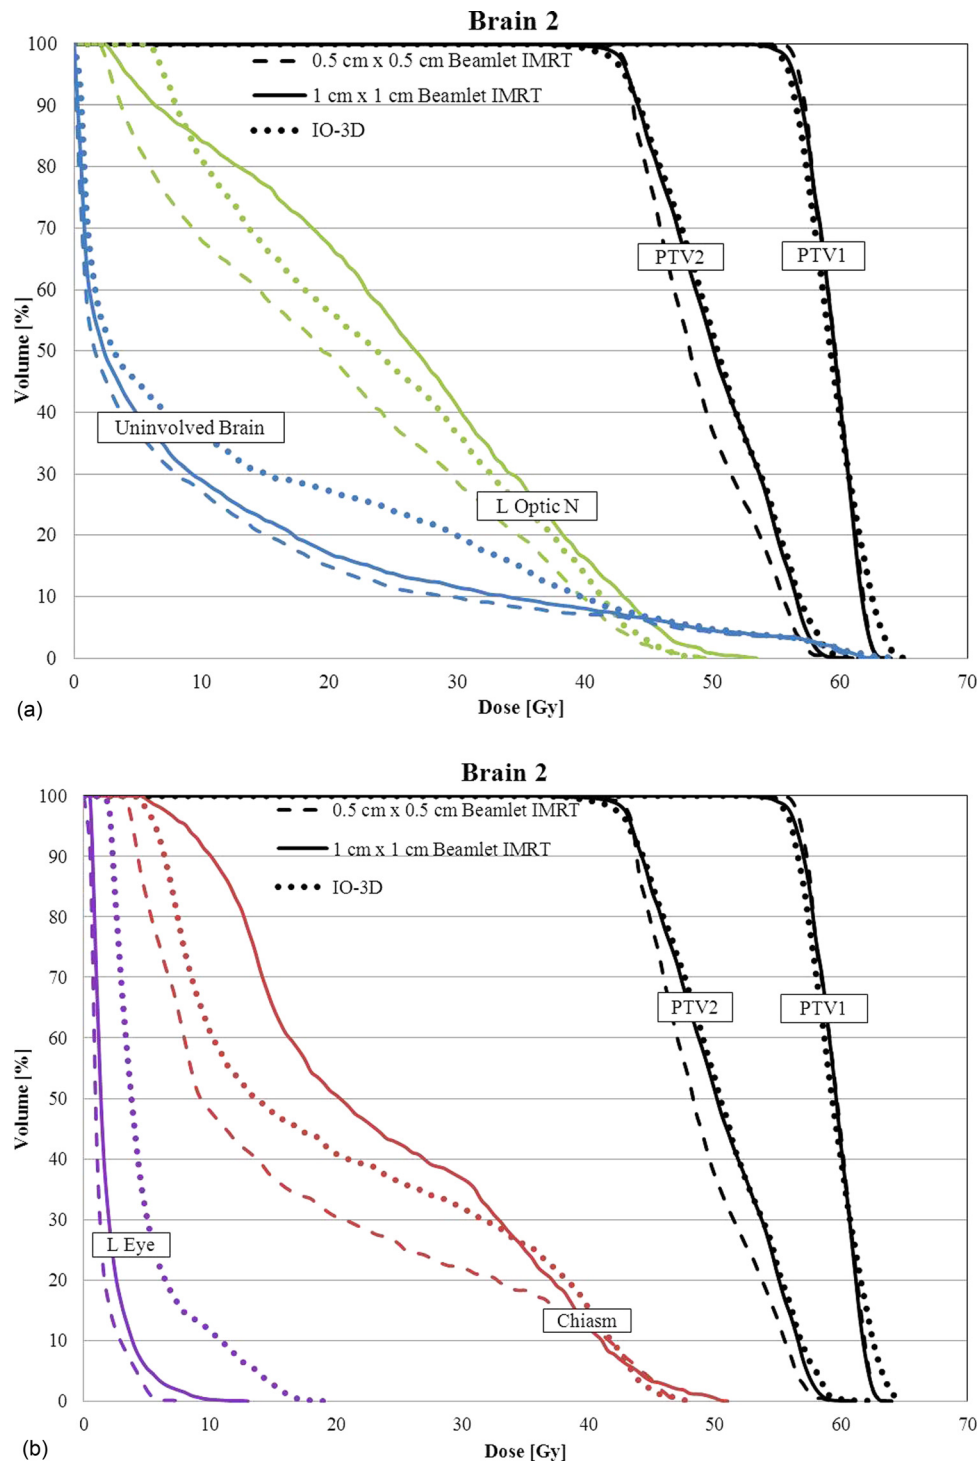 Brain 2
100
90
80
70
60
50
40
30
20
10
0
Volume [%]
0.5 cm x 0.5 cm Beamlet IMRT
1 cm x 1 cm Beamlet IMRT
IO-3D
PTV2
PTV1
Uninvolved Brain
L Optic N
0 10 20 30 40 50 60 70
Dose [Gy]
(a)
Brain 2
100
90
80
70
60
50
40
30
20
10
0
Volume [%]
0.5 cm x 0.5 cm Beamlet IMRT
1 cm x 1 cm Beamlet IMRT
IO-3D
PTV2
PTV1
L Eye
Chiasm
0 10 20 30 40 50 60 70
Dose [Gy]
(b)